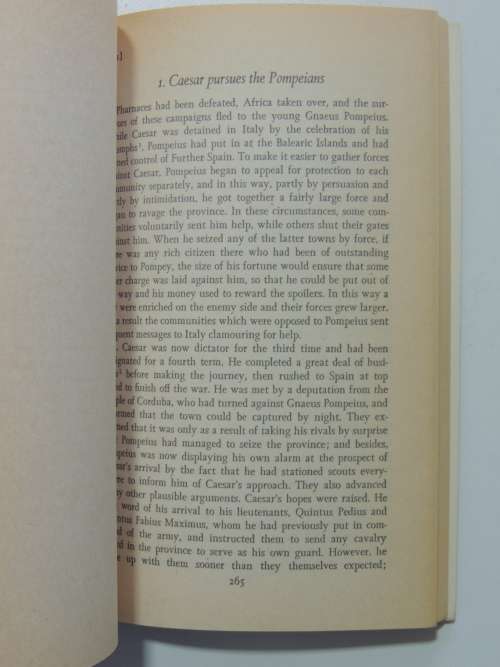 1. Caesar pursues the Pompeians
Pharnaces had been defeated, Africa taken over, and the sur-
of these campaigns fled to the young Gnaeus Pompeius.
Caesar was detained in Italy by the celebration of his
Pompeius had put in at the Balearic Islands and had
control of Further Spain. To make it easier to gather forces
Caesar, Pompeius began to appeal for protection to each
separately, and in this way, partly by persuasion and
by intimidation, he got together a fairly large force and
to ravage the province. In these circumstances, some com-
voluntarily sent him help, while others shut their gates
him. When he seized any of the latter towns by force, if
was any rich citizen there who had been of outstanding
to Pompey, the size of his fortune would ensure that some
charge was laid against him, so that he could be put out of
way and his money used to reward the spoilers. In this way a
were enriched on the enemy side and their forces grew larger.
a result the communities which were opposed to Pompeius sent
messages to Italy clamouring for help.
Caesar was now dictator for the third time and had been
for a fourth term. He completed a great deal of busi-
2 before making the journey, then rushed to Spain at top
to finish off the war. He was met by a deputation from the
of Corduba, who had turned against Gnaeus Pompeius, and
that the town could be captured by night. They ex-
that it was only as a result of taking his rivals by surprise
Pompeius had managed to seize the province; and besides,
was now displaying his own alarm at the prospect of
arrival by the fact that he had stationed scouts every-
to inform him of Caesar's approach. They also advanced
other plausible arguments. Caesar's hopes were raised. He
word of his arrival to his lieutenants, Quintus Pedius and
Fabius Maximus, whom he had previously put in com-
of the army, and instructed them to send any cavalry
in the province to serve as his own guard. However, he
up with them sooner than they themselves expected;
265